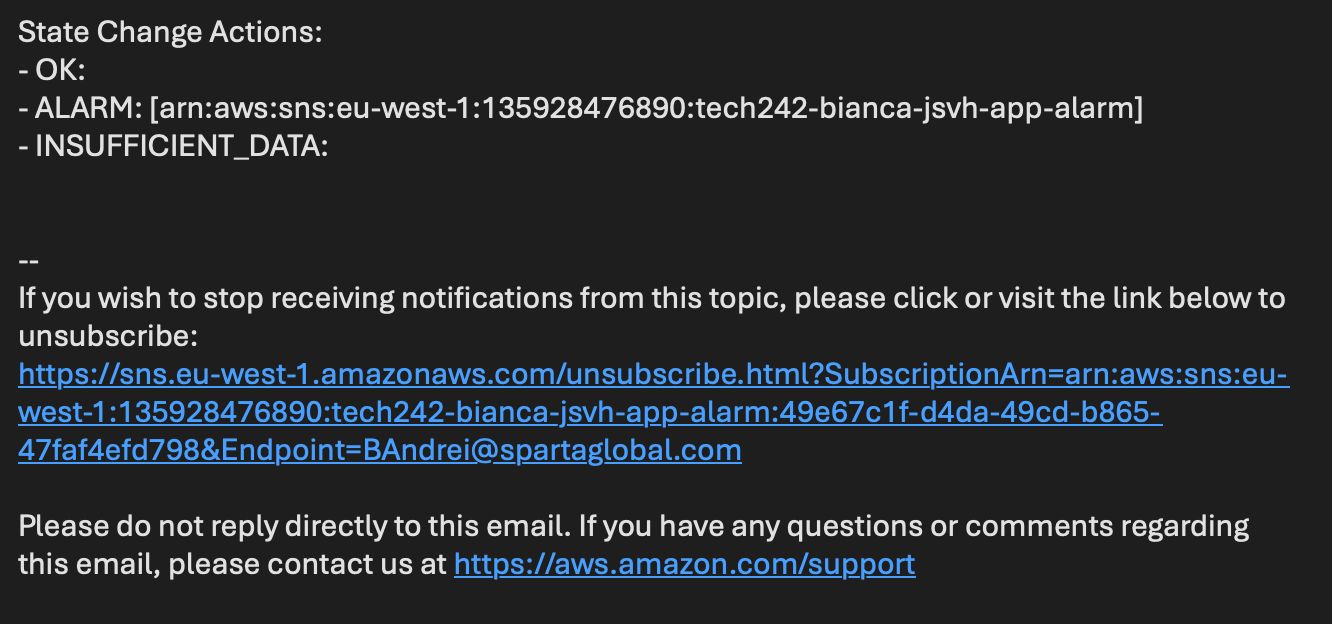 State Change Actions:
- OK:
- ALARM: [arn:aws:sns:eu-west-1:135928476890:tech242-bianca-jsvh-app-alarm]
- INSUFFICIENT_DATA:
--
If you wish to stop receiving notifications from this topic, please click or visit the link below to
unsubscribe:
https://sns.eu-west-1.amazonaws.com/unsubscribe.html?SubscriptionArn=arn:aws:sns:eu-
west-1:135928476890:tech242-bianca-jsvh-app-alarm:49e67c1f-d4da-49cd-b865-
47faf4efd798&Endpoint=BAndrei@spartaglobal.com
Please do not reply directly to this email. If you have any questions or comments regarding
this email, please contact us at https://aws.amazon.com/support